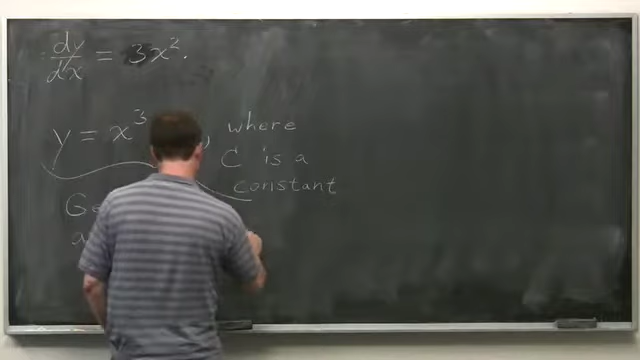 dy/dx = 3x².
y = x³ , where
C is a
constant